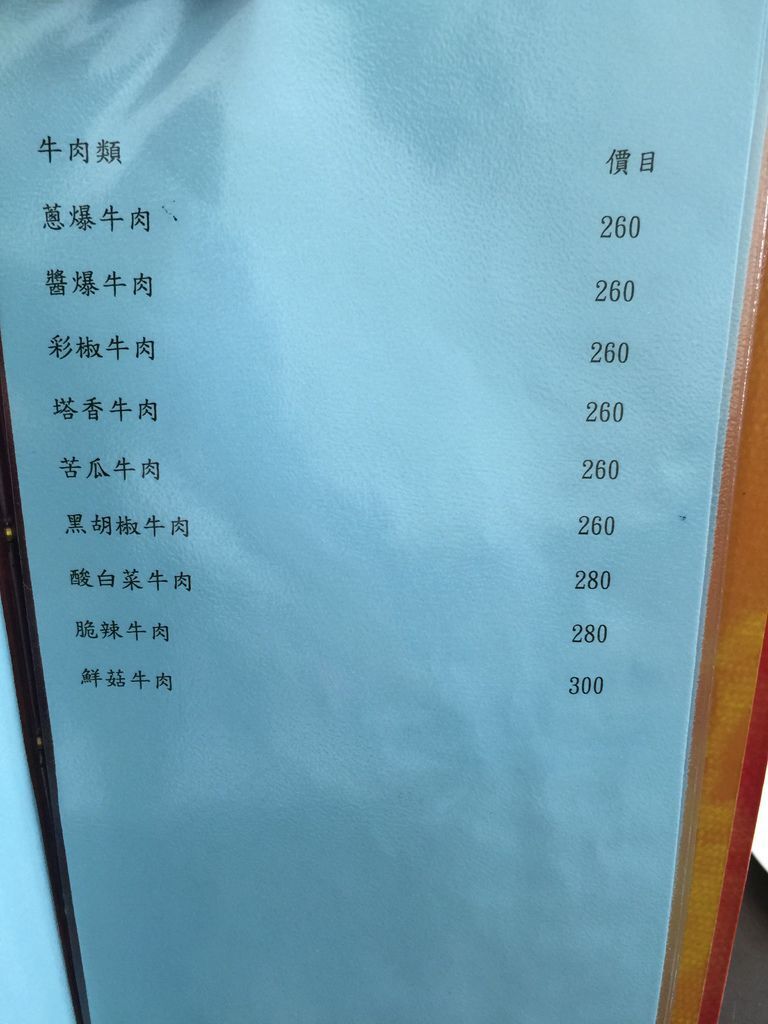 牛肉類 價目
蔥爆牛肉 260
醬爆牛肉 260
彩椒牛肉 260
塔香牛肉 260
苦瓜牛肉 260
黑胡椒牛肉 260
酸白菜牛肉 280
脆辣牛肉 280
鮮菇牛肉 300